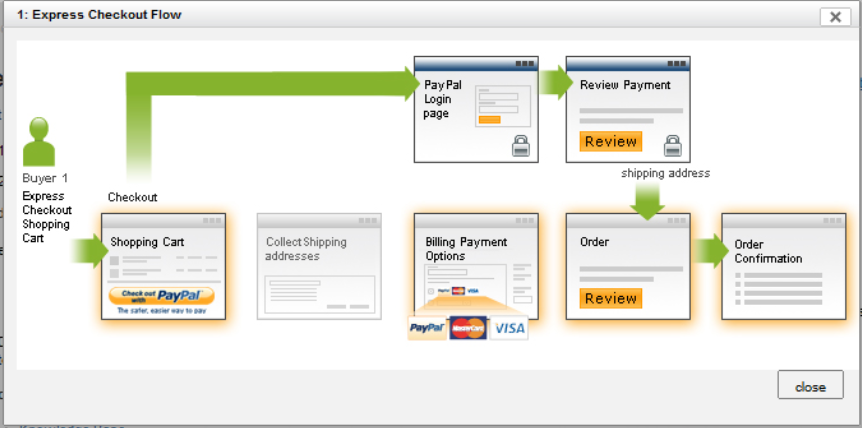 1: Express Checkout Flow
PayPal
Login
page
Review Payment
Review
Buyer 1
shipping address
Express
Checkout
Shopping
Cart
Checkout
Shopping Cart
Check out
with PayPal
The safer, easier way to pay
Collect Shipping
addresses
Billing Payment
Options
PayPal VISA
PayPal MasterCard VISA
Order
Review
Order
Confirmation
close